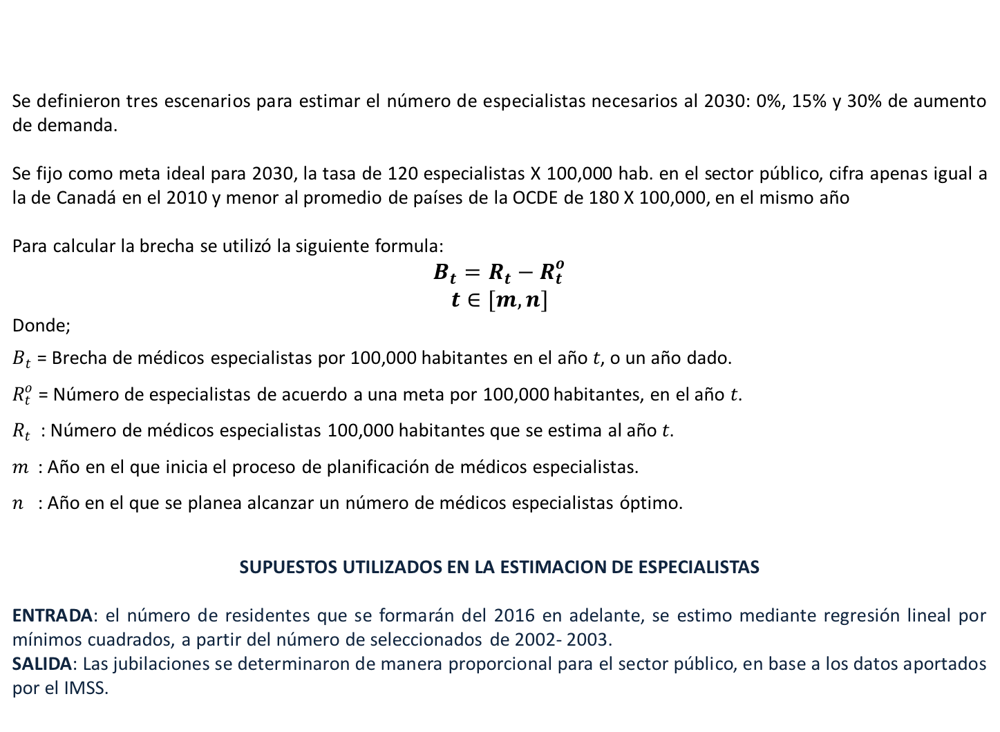 Se definieron tres escenarios para estimar el número de especialistas necesarios al 2030: 0%, 15% y 30% de aumento
de demanda.
Se fijo como meta ideal para 2030, la tasa de 120 especialistas X 100,000 hab. en el sector público, cifra apenas igual a
la de Canadá en el 2010 y menor al promedio de países de la OCDE de 180 X 100,000, en el mismo año
Para calcular la brecha se utilizó la siguiente formula:
$B_t = R_t - R_t^o$
$t \in [m, n]$
Donde;
$B_t$ = Brecha de médicos especialistas por 100,000 habitantes en el año $t$, o un año dado.
$R_t^o$ = Número de especialistas de acuerdo a una meta por 100,000 habitantes, en el año $t$.
$R_t$ : Número de médicos especialistas 100,000 habitantes que se estima al año $t$.
$m$ : Año en el que inicia el proceso de planificación de médicos especialistas.
$n$ : Año en el que se planea alcanzar un número de médicos especialistas óptimo.
SUPUESTOS UTILIZADOS EN LA ESTIMACION DE ESPECIALISTAS
ENTRADA: el número de residentes que se formarán del 2016 en adelante, se estimo mediante regresión lineal por
mínimos cuadrados, a partir del número de seleccionados de 2002- 2003.
SALIDA: Las jubilaciones se determinaron de manera proporcional para el sector público, en base a los datos aportados
por el IMSS.